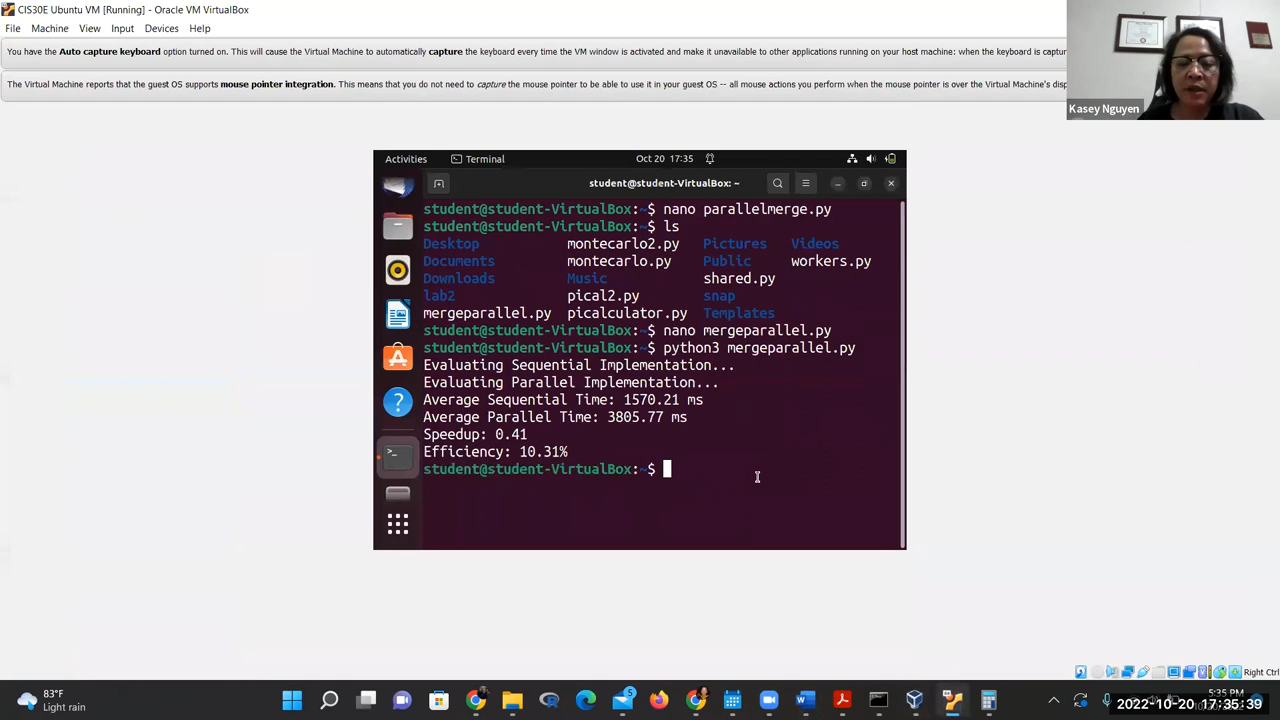 CIS30E Ubuntu VM [Running] - Oracle VM VirtualBox
File Machine View Input Devices Help
You have the Auto capture keyboard option turned on. This will cause the Virtual Machine to automatically capture the keyboard every time the VM window is activated and make it unavailable to other applications running on your host machine: when the keyboard is captur
The Virtual Machine reports that the guest OS supports mouse pointer integration. This means that you do not need to capture the mouse pointer to be able to use it in your guest OS -- all mouse actions you perform when the mouse pointer is over the Virtual Machine's disp
Kasey Nguyen
Activities Terminal Oct 20 17:35
student@student-VirtualBox: ~
student@student-VirtualBox:~$ nano parallelmerge.py
student@student-VirtualBox:~$ ls
Desktop montecarlo2.py Pictures Videos
Documents montecarlo.py Public workers.py
Downloads Music shared.py
lab2 pical2.py snap
mergeparallel.py picalculator.py Templates
student@student-VirtualBox:~$ nano mergeparallel.py
student@student-VirtualBox:~$ python3 mergeparallel.py
Evaluating Sequential Implementation...
Evaluating Parallel Implementation...
Average Sequential Time: 1570.21 ms
Average Parallel Time: 3805.77 ms
Speedup: 0.41
Efficiency: 10.31%
student@student-VirtualBox:~$
Right Ctrl
83°F
Light rain
5
5:35 PM
2022-10-20 17:35:39